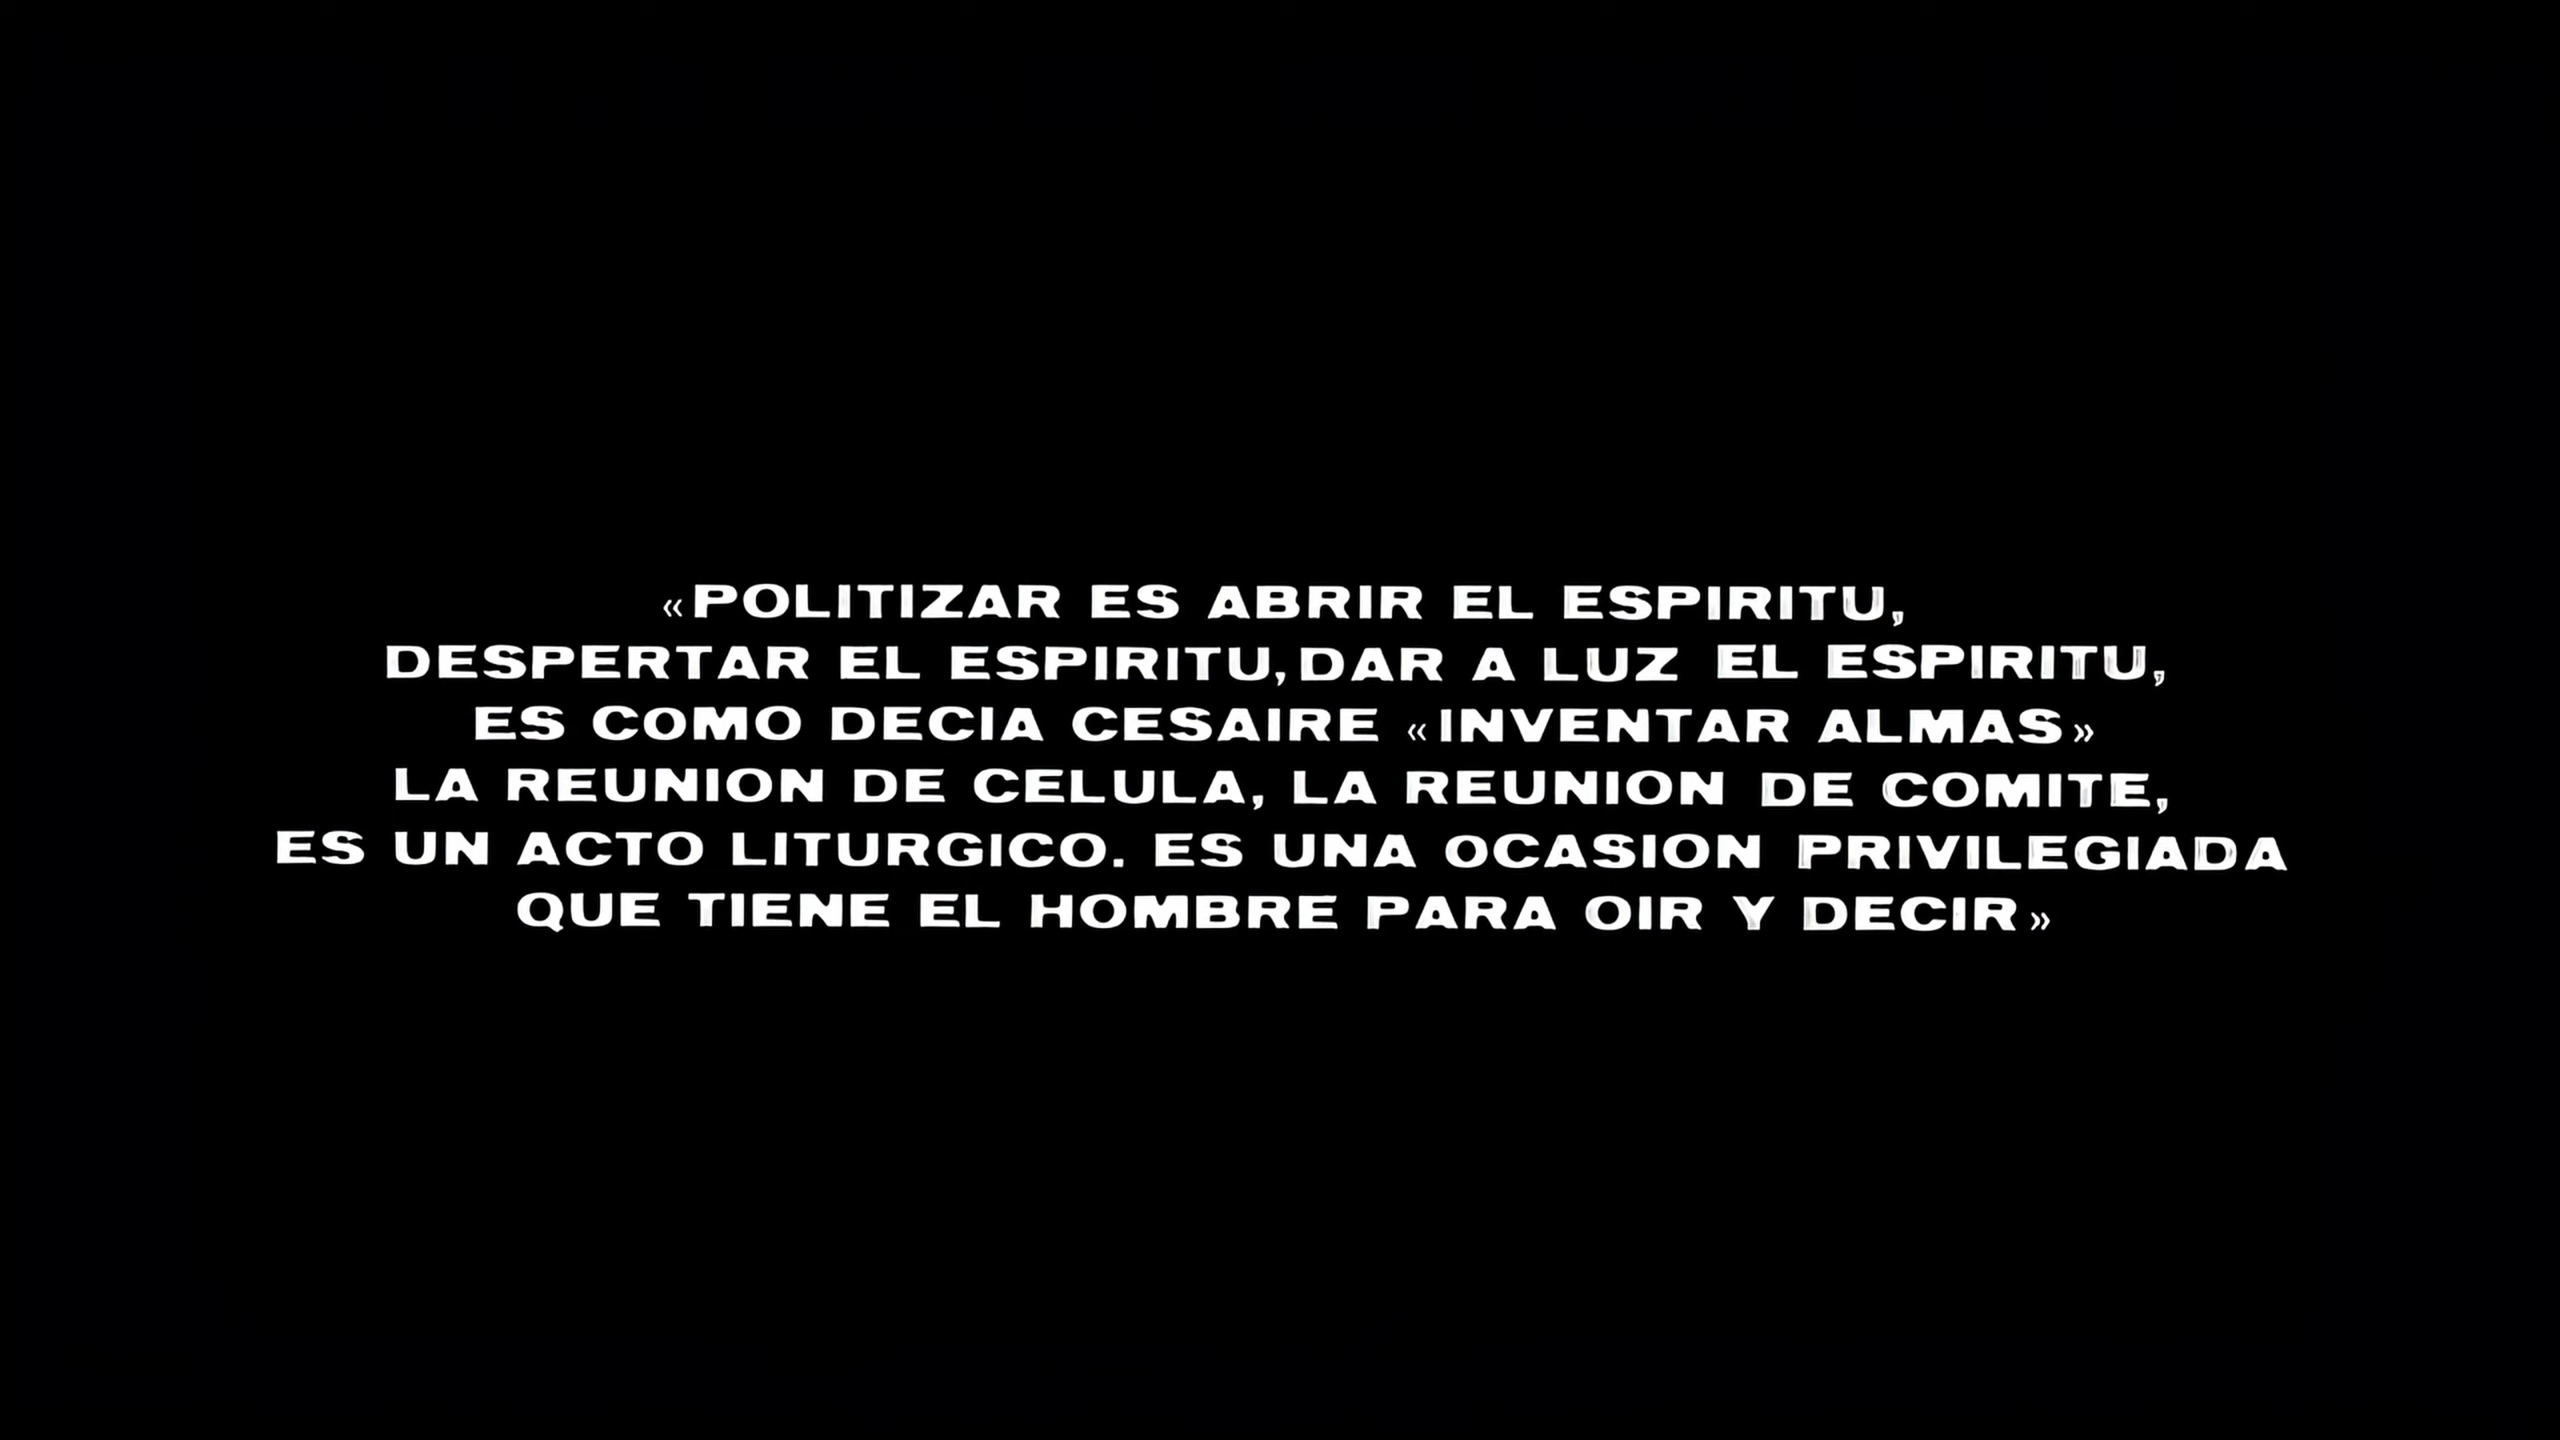 «POLITIZAR ES ABRIR EL ESPIRITU,
DESPERTAR EL ESPIRITU, DAR A LUZ EL ESPIRITU,
ES COMO DECIA CESAIRE «INVENTAR ALMAS»
LA REUNION DE CELULA, LA REUNION DE COMITE,
ES UN ACTO LITURGICO. ES UNA OCASION PRIVILEGIADA
QUE TIENE EL HOMBRE PARA OIR Y DECIR»